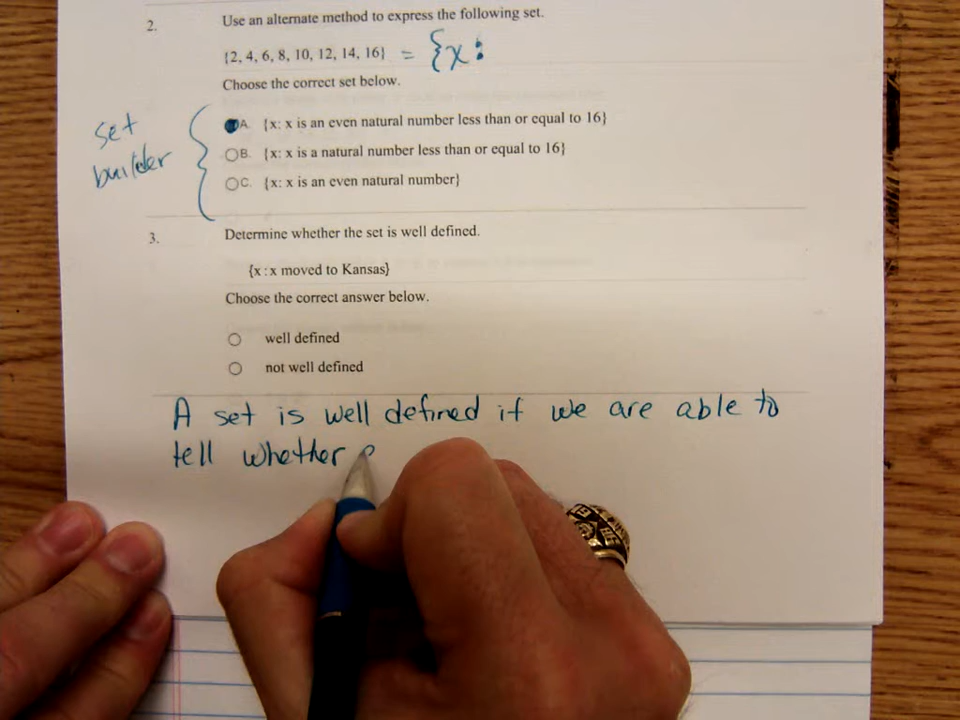 2. Use an alternate method to express the following set.
{2, 4, 6, 8, 10, 12, 14, 16} = {x:
Choose the correct set below.
set
builder
A. {x: x is an even natural number less than or equal to 16}
B. {x: x is a natural number less than or equal to 16}
C. {x: x is an even natural number}
3. Determine whether the set is well defined.
{x : x moved to Kansas}
Choose the correct answer below.
well defined
not well defined
A set is well defined if we are able to
tell whether